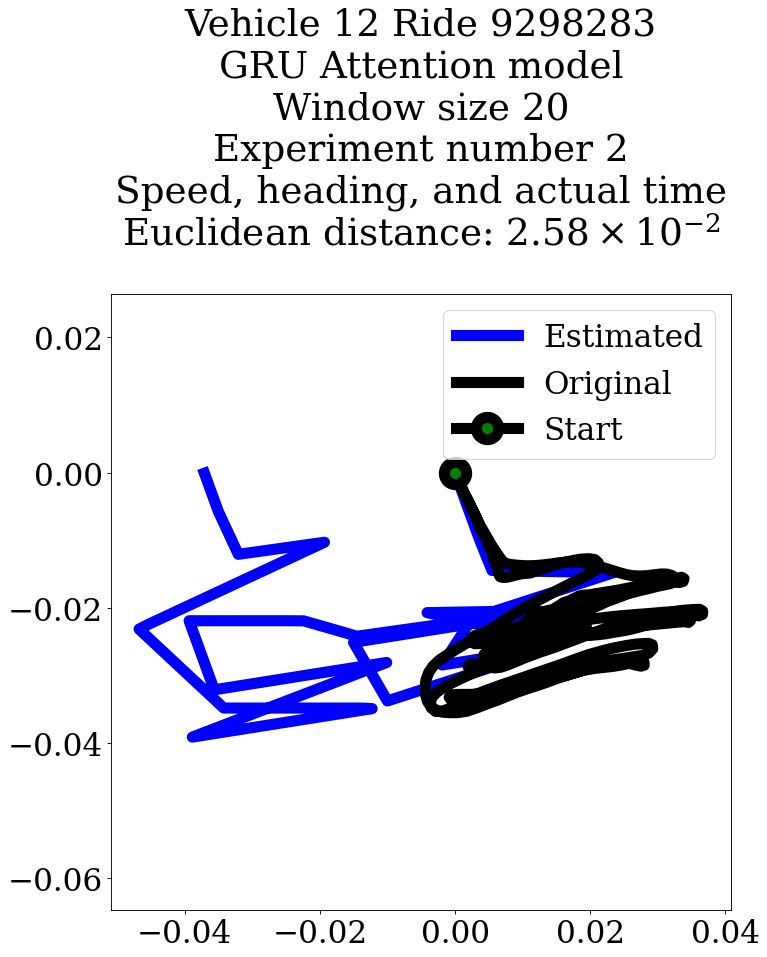 Vehicle 12 Ride 9298283
GRU Attention model
Window size 20
Experiment number 2
Speed, heading, and actual time
Euclidean distance: 2.58 × 10⁻²
Estimated
Original
Start
0.02
0.00
−0.02
−0.04
−0.06
−0.04 −0.02 0.00 0.02 0.04